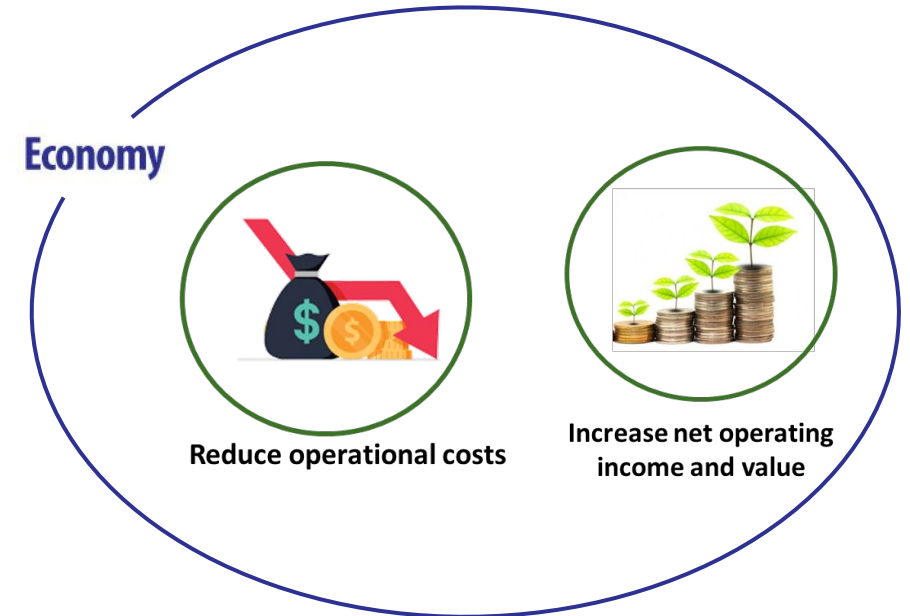 Economy
$
$
Reduce operational costs
Increase net operating
income and value